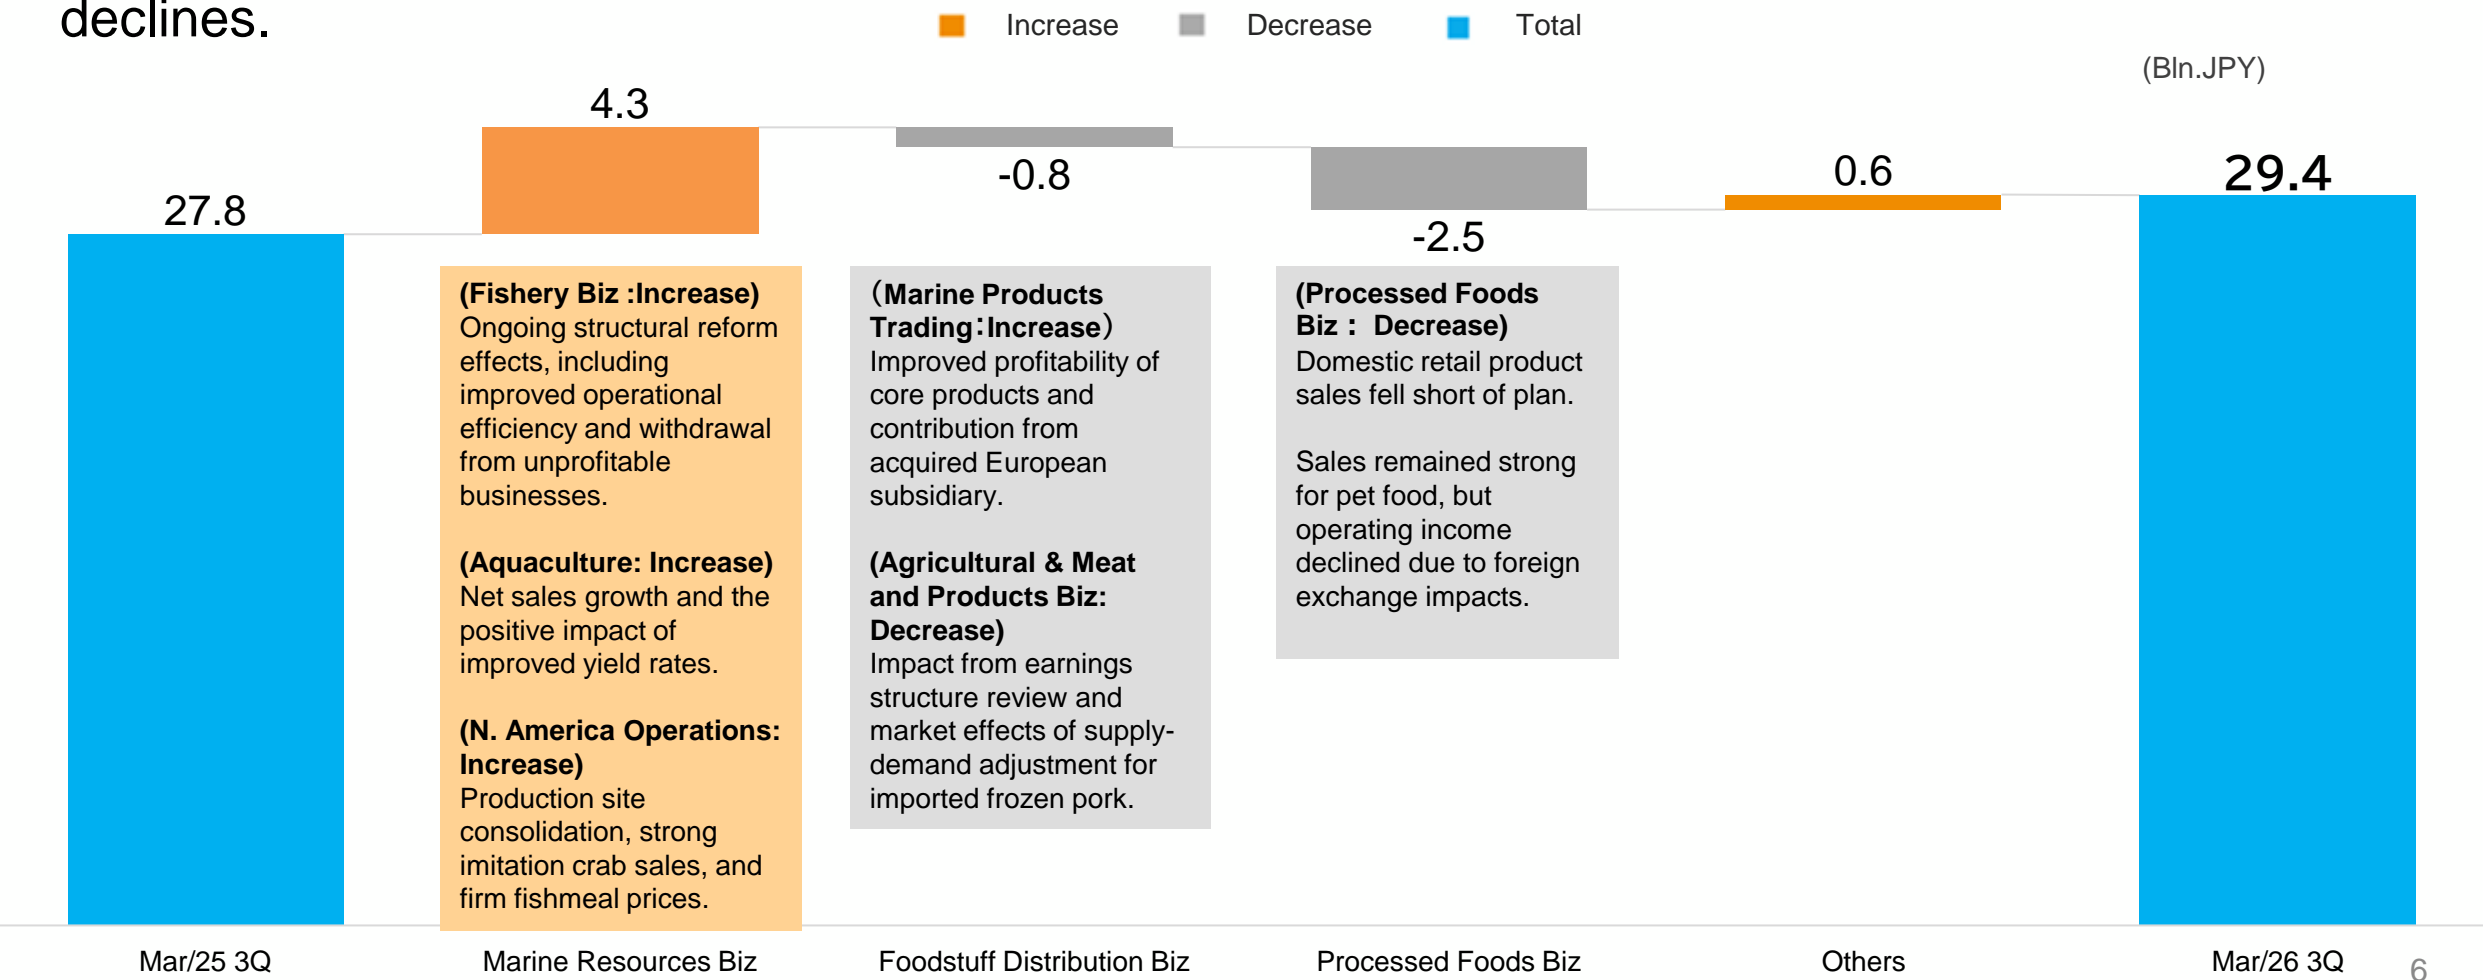 declines.
Increase
Decrease
Total
(Bln.JPY)
27.8
4.3
-0.8
-2.5
0.6
29.4
(Fishery Biz :Increase)
Ongoing structural reform
effects, including
improved operational
efficiency and withdrawal
from unprofitable
businesses.
(Aquaculture: Increase)
Net sales growth and the
positive impact of
improved yield rates.
(N. America Operations:
Increase)
Production site
consolidation, strong
imitation crab sales, and
firm fishmeal prices.
（Marine Products
Trading：Increase）
Improved profitability of
core products and
contribution from
acquired European
subsidiary.
(Agricultural & Meat
and Products Biz:
Decrease)
Impact from earnings
structure review and
market effects of supply-
demand adjustment for
imported frozen pork.
(Processed Foods
Biz： Decrease)
Domestic retail product
sales fell short of plan.
Sales remained strong
for pet food, but
operating income
declined due to foreign
exchange impacts.
Mar/25 3Q
Marine Resources Biz
Foodstuff Distribution Biz
Processed Foods Biz
Others
Mar/26 3Q
6